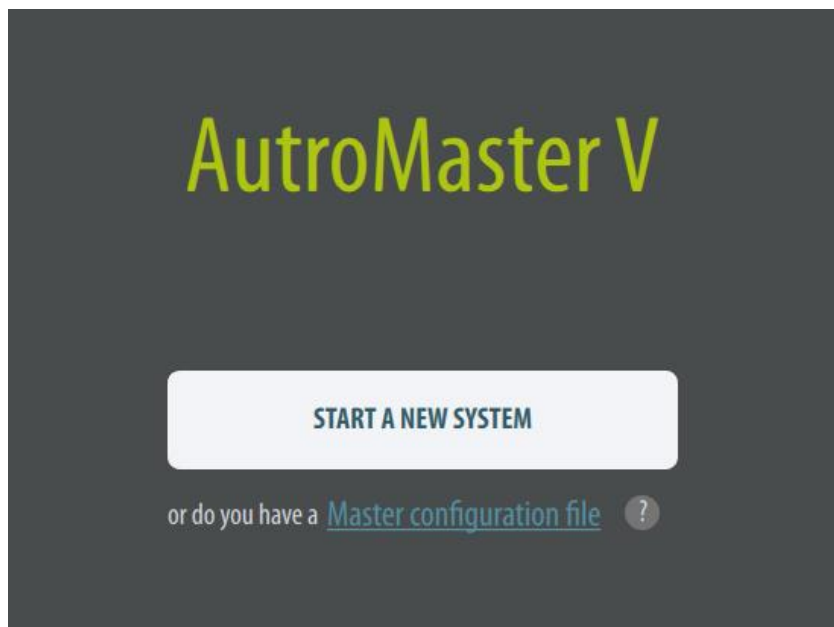 AutroMaster V
START A NEW SYSTEM
or do you have a Master configuration file ?